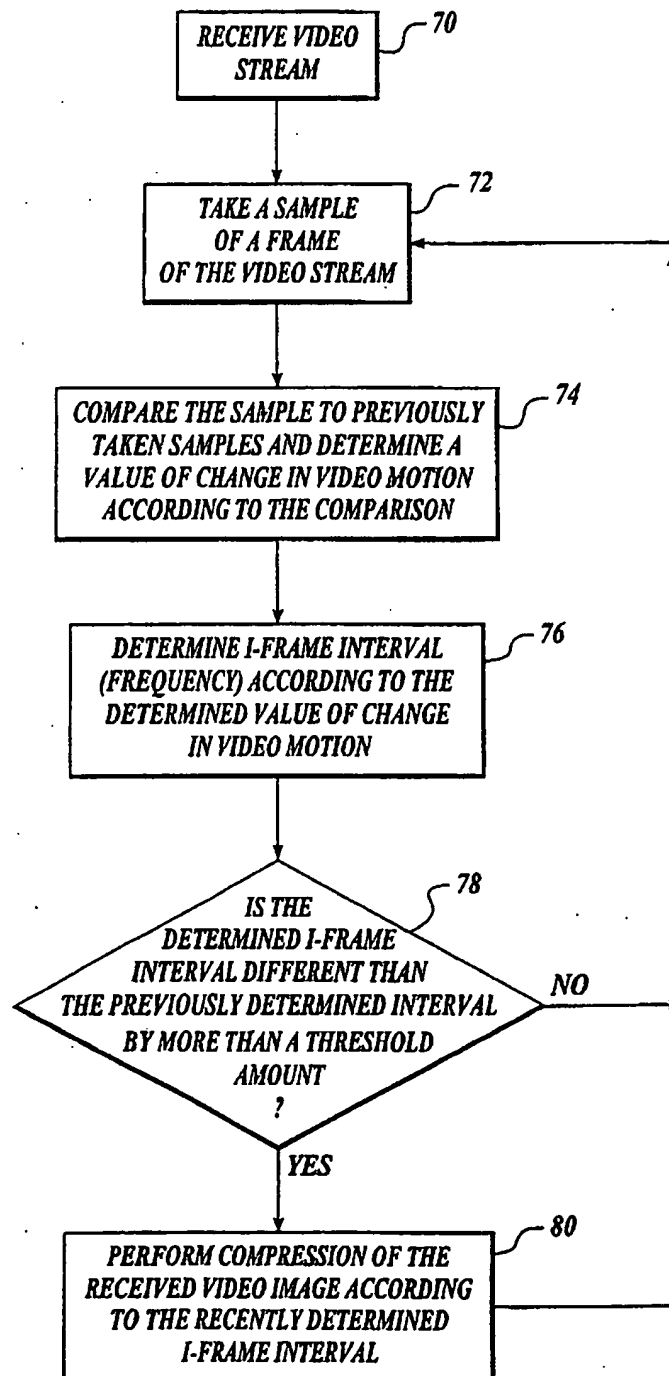 70
RECEIVE VIDEO
STREAM
72
TAKE A SAMPLE
OF A FRAME
OF THE VIDEO STREAM
74
COMPARE THE SAMPLE TO PREVIOUSLY
TAKEN SAMPLES AND DETERMINE A
VALUE OF CHANGE IN VIDEO MOTION
ACCORDING TO THE COMPARISON
76
DETERMINE I-FRAME INTERVAL
(FREQUENCY) ACCORDING TO THE
DETERMINED VALUE OF CHANGE
IN VIDEO MOTION
78
IS THE
DETERMINED I-FRAME
INTERVAL DIFFERENT THAN
THE PREVIOUSLY DETERMINED INTERVAL
BY MORE THAN A THRESHOLD
AMOUNT
?
NO
YES
80
PERFORM COMPRESSION OF THE
RECEIVED VIDEO IMAGE ACCORDING
TO THE RECENTLY DETERMINED
I-FRAME INTERVAL